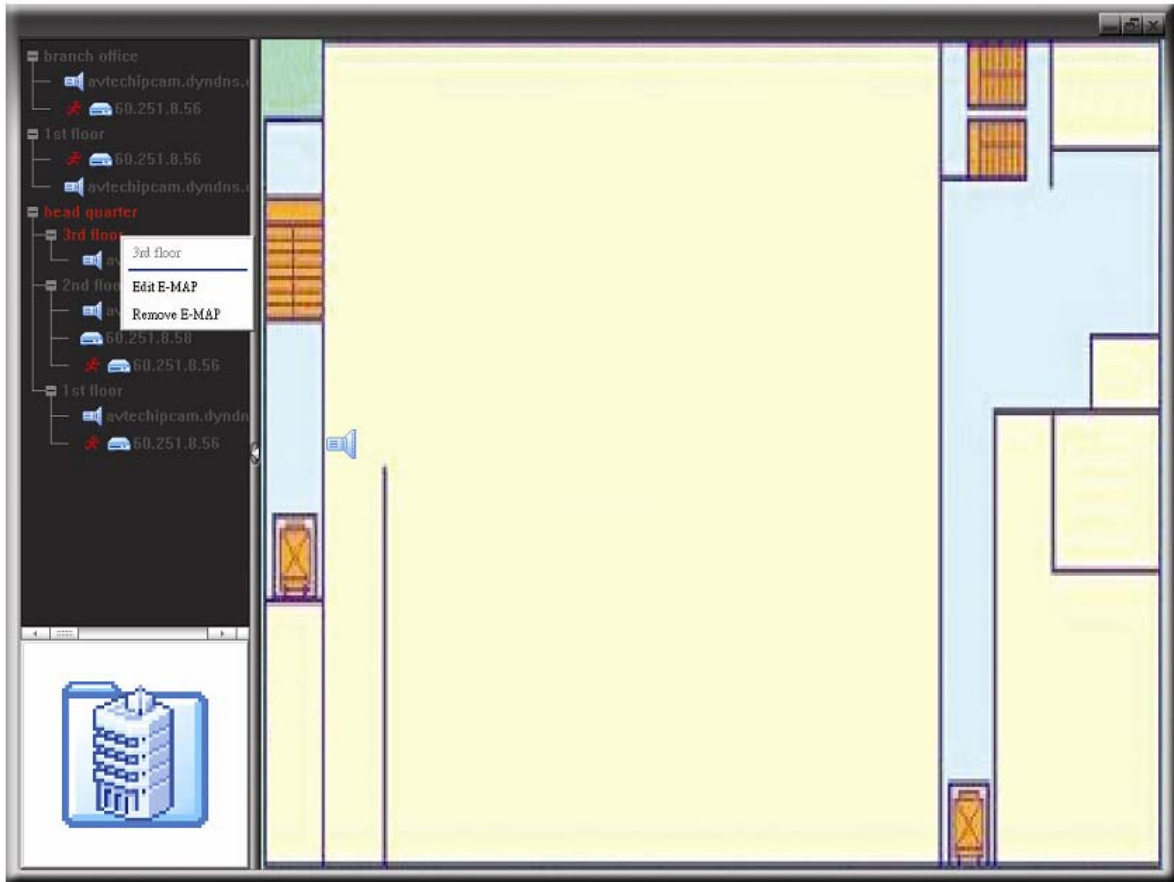 branch office
avtechipcam.dyndns.
60.251.8.56
1st floor
60.251.8.56
avtechipcam.dyndns.
head quarter
3rd floor
3rd floor
Edit E-MAP
Remove E-MAP
2nd floo
60.251.8.58
60.251.8.56
1st floor
avtechipcam.dyndn
60.251.8.56